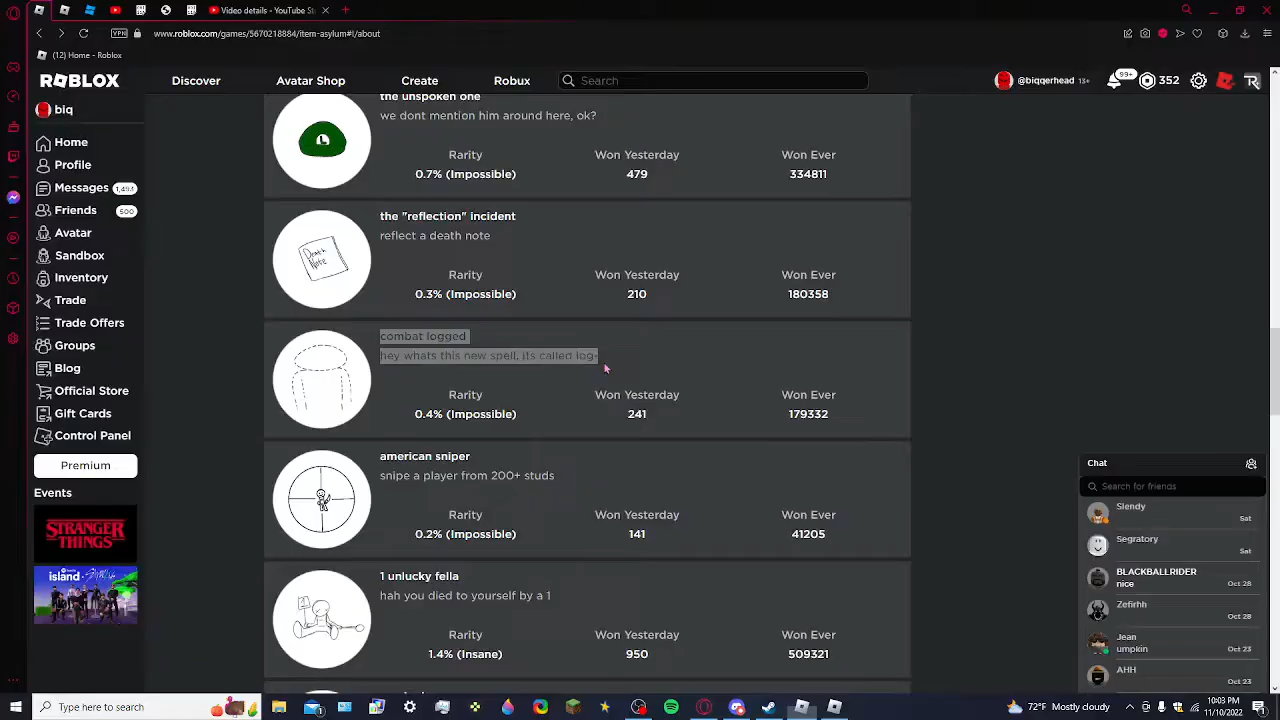 Video details - YouTube St
VPN
www.roblox.com/games/5670218884/item-asylum#!/about
(12) Home - Roblox
ROBLOX
Discover
Avatar Shop
Create
Robux
Search
@biqqerhead 13+
99+
352
biq
Home
Profile
Messages 1,494
Friends 500
Avatar
Sandbox
Inventory
Trade
Trade Offers
Groups
Blog
Official Store
Gift Cards
Control Panel
Premium
Events
STRANGER
THINGS
island
the unspoken one
we dont mention him around here, ok?
Rarity Won Yesterday Won Ever
0.7% (Impossible) 479 334811
L
the "reflection" incident
reflect a death note
Rarity Won Yesterday Won Ever
0.3% (Impossible) 210 180358
Death
Note
combat logged
hey whats this new spell, its called log-
Rarity Won Yesterday Won Ever
0.4% (Impossible) 241 179332
american sniper
snipe a player from 200+ studs
Rarity Won Yesterday Won Ever
0.2% (Impossible) 141
1 unlucky fella
hah you died to yourself by a 1
Rarity Won Yesterday Won Ever
1.4% (Insane) 950 509321
Chat
Search for friends
Slendy
Sat
Segratory
Sat
BLACKBALLRIDER
nice
Oct 28
Zefirhh
Oct 28
Jean
umpkin
Oct 23
AHH
Oct 23
Type here to search
72°F Mostly cloudy
10:03 PM
11/10/2022